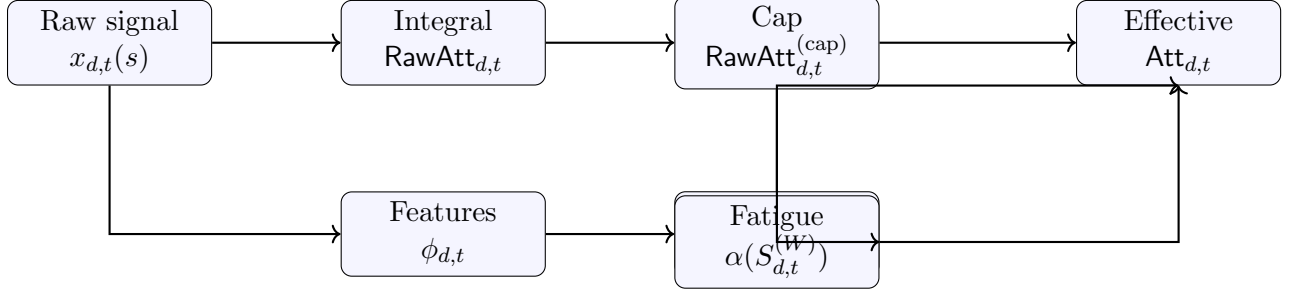 Raw signal
x_{d,t}(s)
Integral
RawAtt_{d,t}
Cap
RawAtt_{d,t}^{(cap)}
Effective
Att_{d,t}
Features
ϕ_{d,t}
Fatigue
α(S_{d,t}^{(W)})